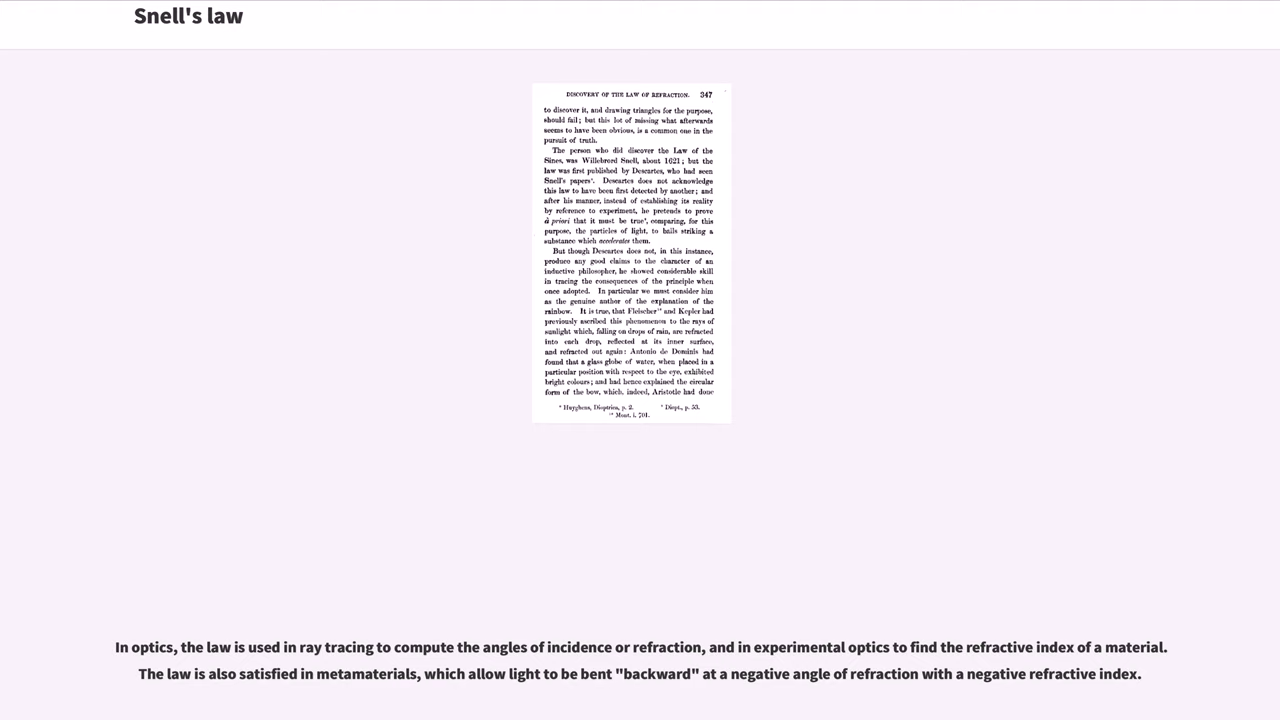 Snell's law
DISCOVERY OF THE LAW OF REFRACTION. 347
to discover it, and drawing triangles for the purpose,
should fail; but this lot of missing what afterwards
seems to have been obvious, is a common one in the
pursuit of truth.
The person who did discover the Law of the
Sines, was Willebrord Snell, about 1621; but the
law was first published by Descartes, who had seen
Snell's papers. Descartes does not acknowledge
this law to have been first detected by another; and
after his manner, instead of establishing its reality
by reference to experiment, he pretends to prove
à priori that it must be true, comparing, for this
purpose, the particles of light, to balls striking a
substance which accelerates them.
But though Descartes does not, in this instance,
produce any good claims to the character of an
inductive philosopher, he showed considerable skill
in tracing the consequences of the principle when
once adopted. In particular we must consider him
as the genuine author of the explanation of the
rainbow. It is true, that Fleischer¹⁰ and Kepler had
previously ascribed this phenomenon to the rays of
sunlight which, falling on drops of rain, are refracted
into each drop, reflected at its inner surface,
and refracted out again: Antonio de Dominis had
found that a glass globe of water, when placed in a
particular position with respect to the eye, exhibited
bright colours; and had hence explained the circular
form of the bow, which, indeed, Aristotle had done
Huyghens, Dioptrica, p. 2. Diopt., p. 53.
¹⁰ Mont. i. 701.
In optics, the law is used in ray tracing to compute the angles of incidence or refraction, and in experimental optics to find the refractive index of a material.
The law is also satisfied in metamaterials, which allow light to be bent "backward" at a negative angle of refraction with a negative refractive index.